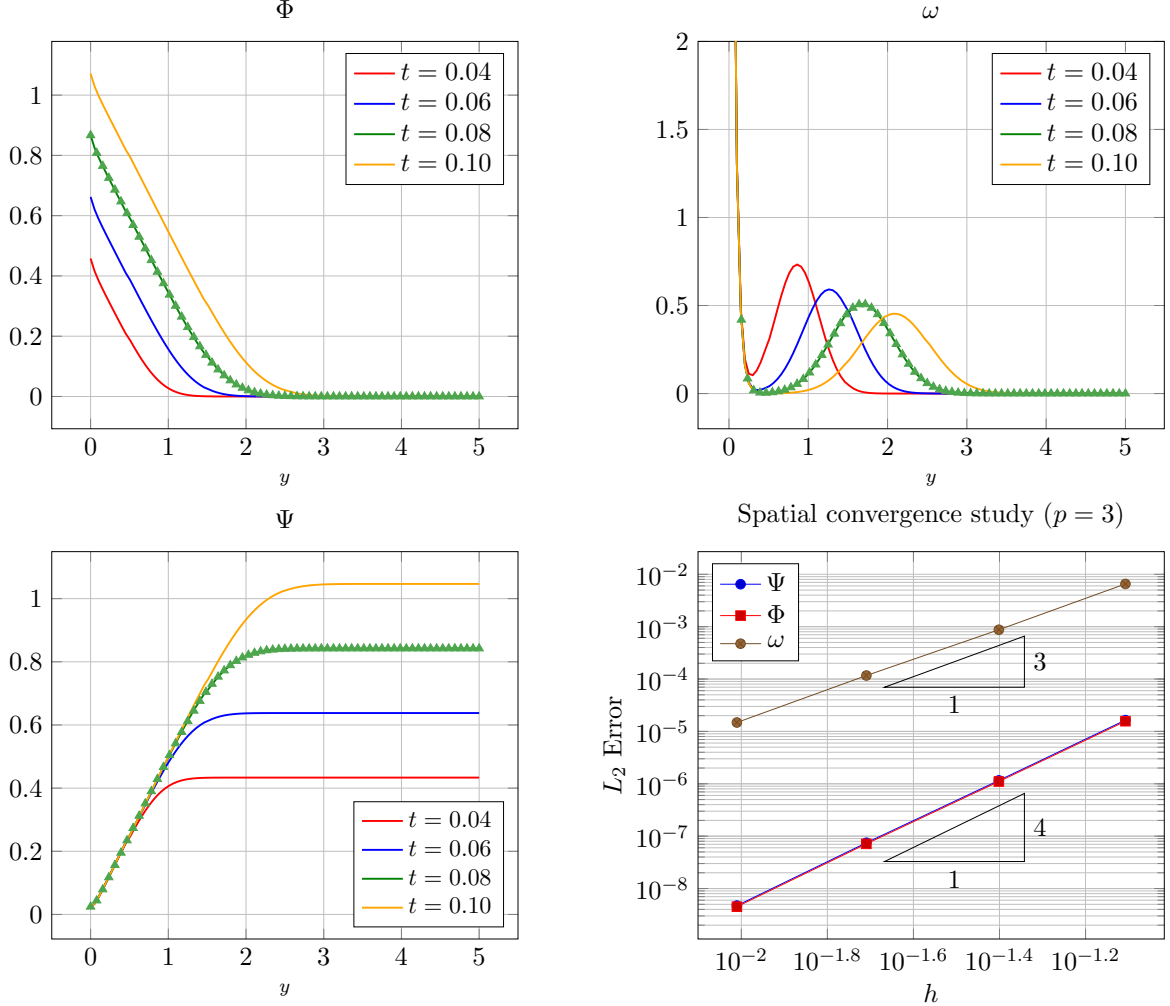 Φ
1
0.8
0.6
0.4
0.2
0
0 1 2 3 4 5
y
t = 0.04
t = 0.06
t = 0.08
t = 0.10
ω
2
1.5
1
0.5
0
0 1 2 3 4 5
y
t = 0.04
t = 0.06
t = 0.08
t = 0.10
Ψ
1
0.8
0.6
0.4
0.2
0
0 1 2 3 4 5
y
t = 0.04
t = 0.06
t = 0.08
t = 0.10
Spatial convergence study (p = 3)
L₂ Error
10⁻²
10⁻³
10⁻⁴
10⁻⁵
10⁻⁶
10⁻⁷
10⁻⁸
Ψ
Φ
ω
3
1
4
1
10⁻² 10⁻¹·⁸ 10⁻¹·⁶ 10⁻¹·⁴ 10⁻¹·²
h